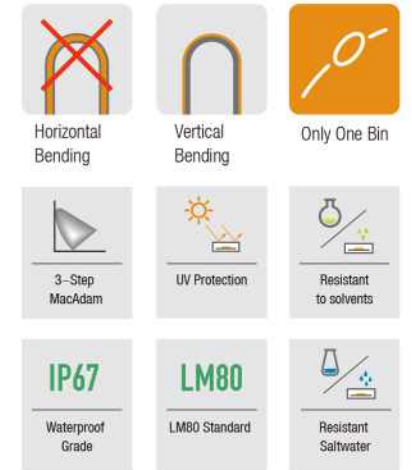 Horizontal
Bending
Vertical
Bending
Only One Bin
3-Step
MacAdam
UV Protection
Resistant
to solvents
IP67
Waterproof
Grade
LM80
LM80 Standard
Resistant
Saltwater